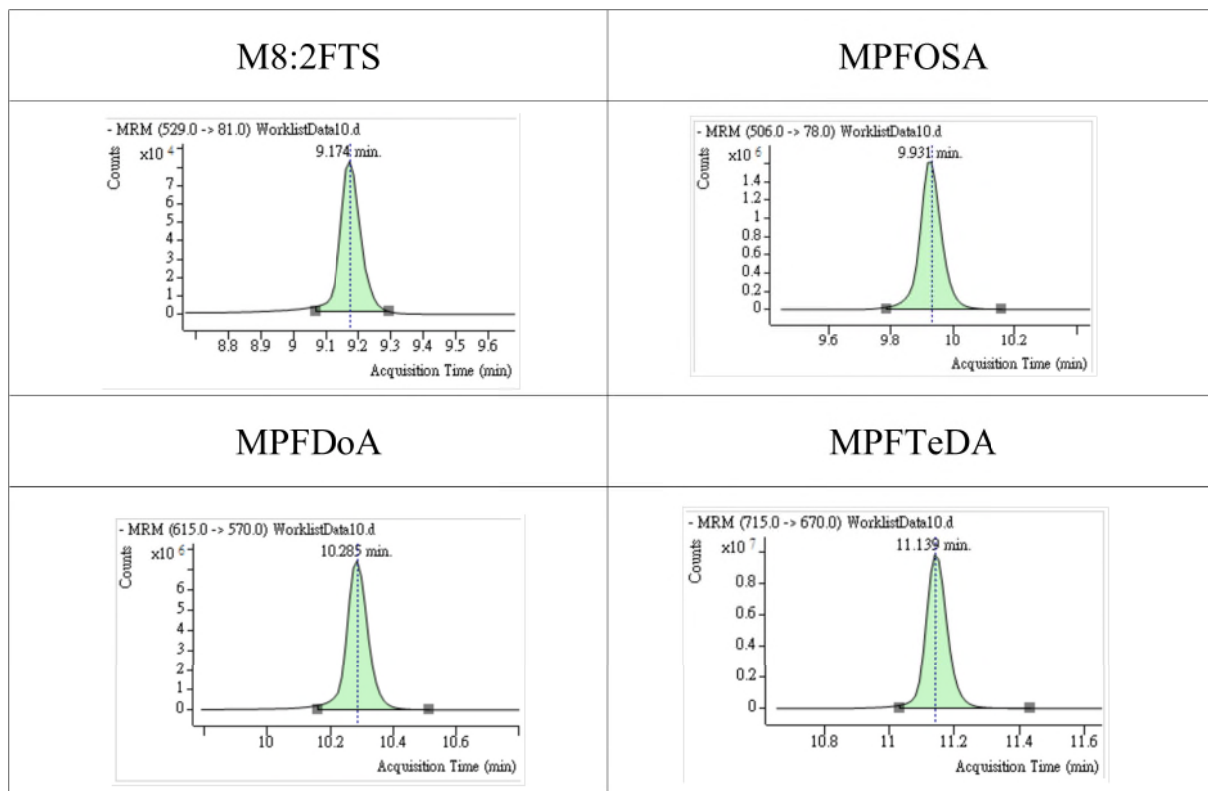 M8:2FTS
MPFOSA
- MRM (529.0 -> 81.0) WorklistData10.d
x10 4
9.174 min.
Counts
7
6
5
4
3
2
1
0
8.8 8.9 9 9.1 9.2 9.3 9.4 9.5 9.6
Acquisition Time (min)
- MRM (506.0 -> 78.0) WorklistData10.d
x10 6
9.931 min.
Counts
1.4
1.2
1
0.8
0.6
0.4
0.2
0
9.6 9.8 10 10.2
Acquisition Time (min)
MPFDoA
MPFTeDA
- MRM (615.0 -> 570.0) WorklistData10.d
x10 6
10.285 min.
Counts
6
5
4
3
2
1
0
10 10.2 10.4 10.6
Acquisition Time (min)
- MRM (715.0 -> 670.0) WorklistData10.d
x10 7
11.139 min.
Counts
0.8
0.6
0.4
0.2
0
10.8 11 11.2 11.4 11.6
Acquisition Time (min)